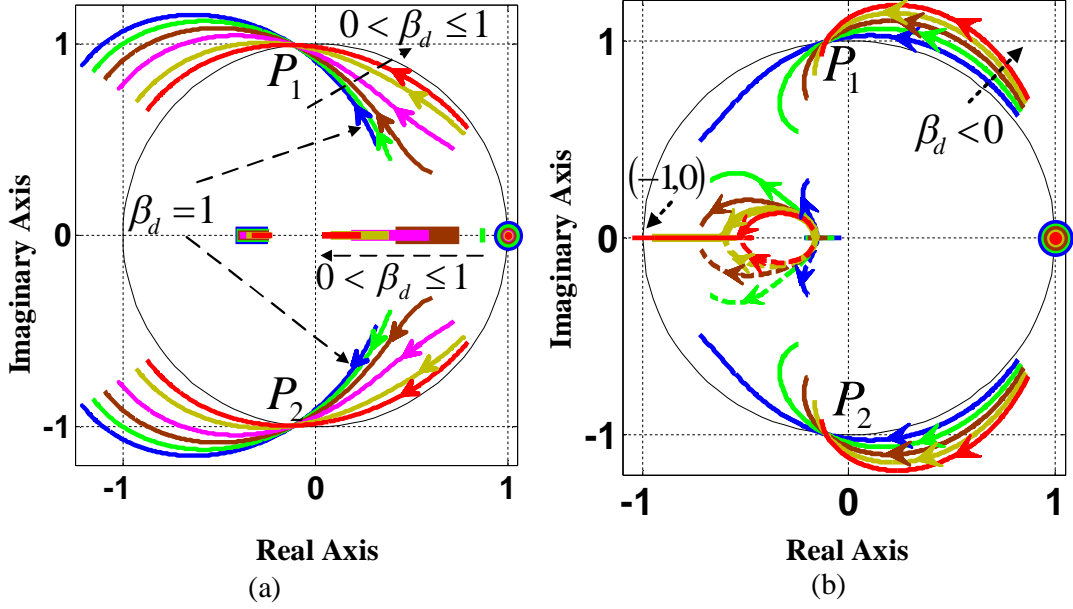 0 < β_d ≤ 1
1
P_1
β_d = 1
0
0 < β_d ≤ 1
P_2
-1
-1
0
1
Imaginary Axis
Real Axis
(a)
1
P_1
β_d < 0
(−1,0)
0
P_2
-1
-1
0
1
Imaginary Axis
Real Axis
(b)